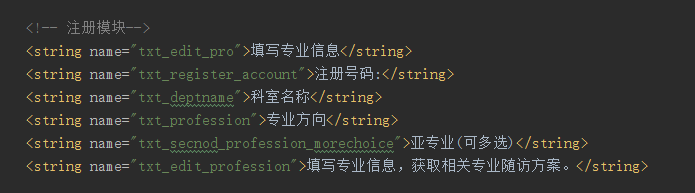 <!-- 注册模块-->
<string name="txt_edit_pro">填写专业信息</string>
<string name="txt_register_account">注册号码:</string>
<string name="txt_deptname">科室名称</string>
<string name="txt_profession">专业方向</string>
<string name="txt_secnod_profession_morechoice">亚专业(可多选)</string>
<string name="txt_edit_profession">填写专业信息，获取相关专业随访方案。</string>